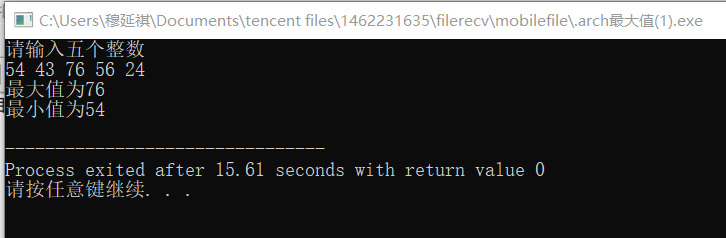 C:\Users\穆延祺\Documents\tencent files\1462231635\filerecv\mobilefile\.arch最大值(1).exe
请输入五个整数
54 43 76 56 24
最大值为76
最小值为54
--------------------------------
Process exited after 15.61 seconds with return value 0
请按任意键继续. . .